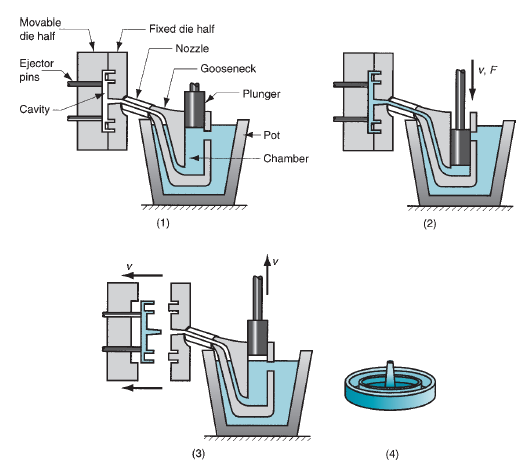 Movable
die half
Fixed die half
Nozzle
Ejector
pins
Gooseneck
Plunger
Cavity
Pot
Chamber
(1)
v, F
(2)
v
v
(3)
(4)